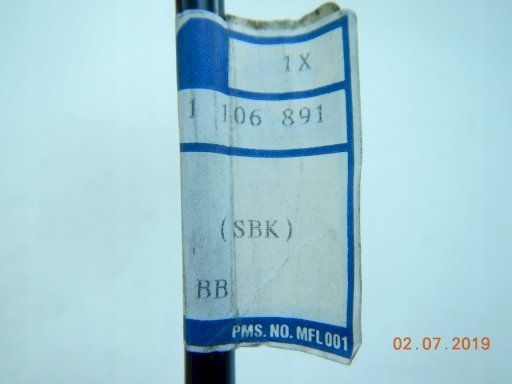 1X
1 106 891
(SBK)
BB
PMS. NO. MFL001
02.07.2019